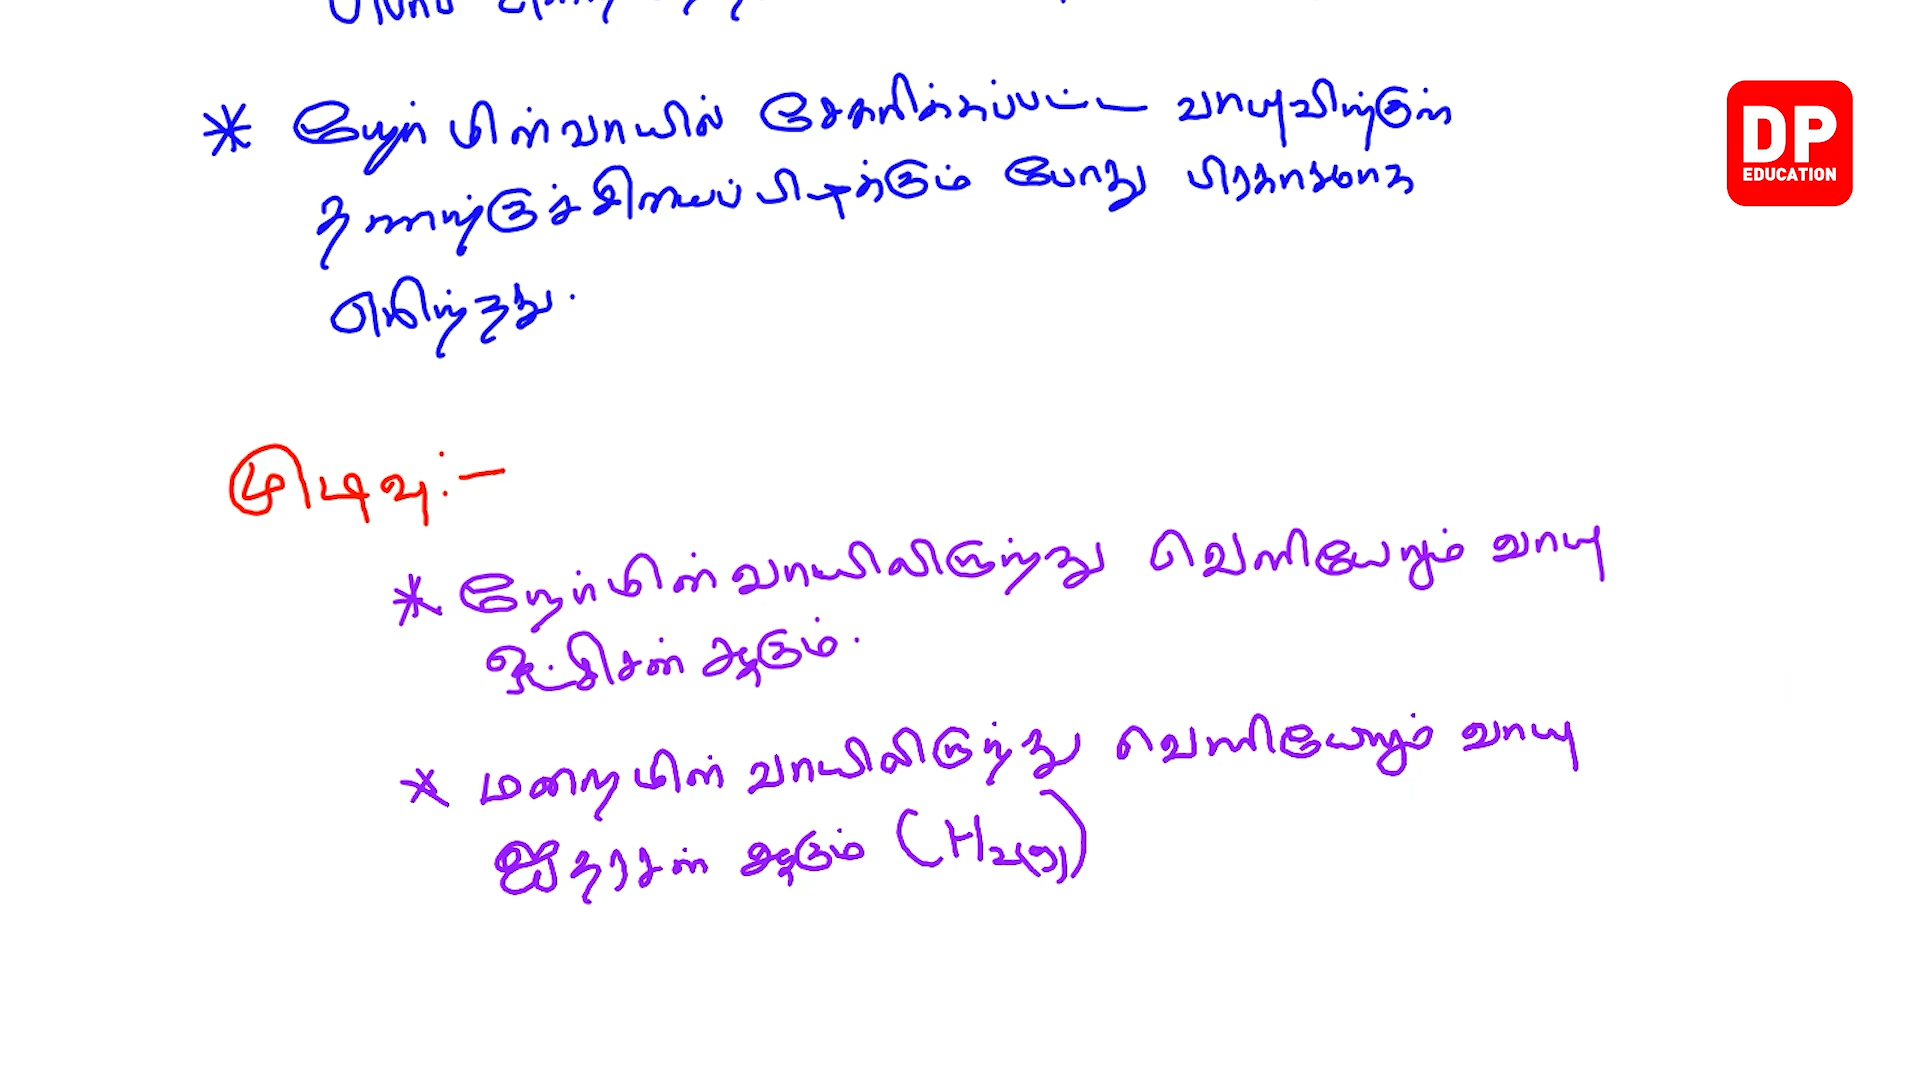 * நேர் மின்வாயில் சேகரிக்கப்பட்ட வாயுவிற்குள்
தணற்குச்சியைப் பிடிக்கும் போது பிரகாசமாக
எரிந்தது.
முடிவு:-
* நேர்மின்வாயிலிருந்து வெளியேறும் வாயு
ஒட்சிசன் ஆகும்.
* மறைமின் வாயிலிருந்து வெளியேறும் வாயு
ஐதரசன் ஆகும் (H2(g))
DP
EDUCATION